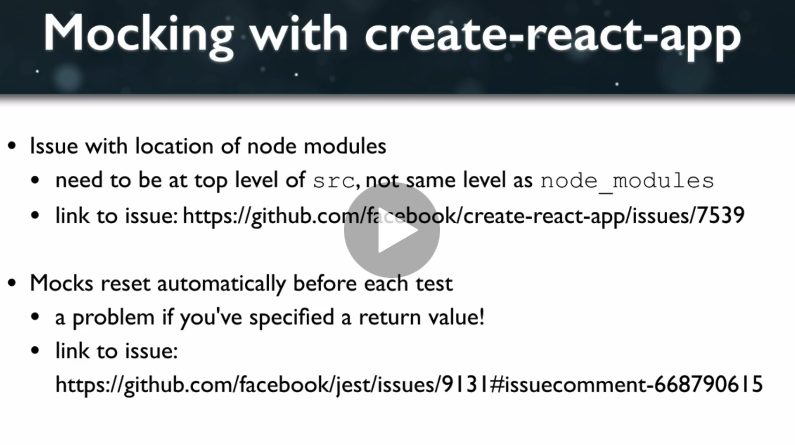 Mocking with create-react-app
• Issue with location of node modules
• need to be at top level of src, not same level as node_modules
• link to issue: https://github.com/facebook/create-react-app/issues/7539
• Mocks reset automatically before each test
• a problem if you've specified a return value!
• link to issue:
https://github.com/facebook/jest/issues/9131#issuecomment-668790615